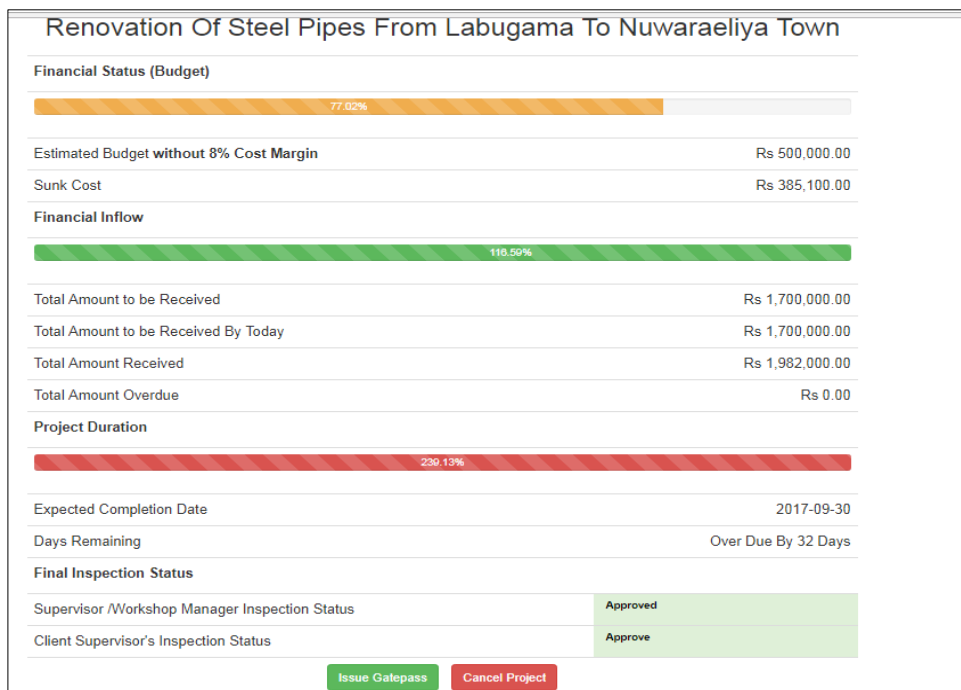 Renovation Of Steel Pipes From Labugama To Nuwaraeliya Town
Financial Status (Budget)
77.02%
Estimated Budget without 8% Cost Margin Rs 500,000.00
Sunk Cost Rs 385,100.00
Financial Inflow
116.59%
Total Amount to be Received Rs 1,700,000.00
Total Amount to be Received By Today Rs 1,700,000.00
Total Amount Received Rs 1,982,000.00
Total Amount Overdue Rs 0.00
Project Duration
239.13%
Expected Completion Date 2017-09-30
Days Remaining Over Due By 32 Days
Final Inspection Status
Supervisor /Workshop Manager Inspection Status Approved
Client Supervisor's Inspection Status Approve
Issue Gatepass Cancel Project